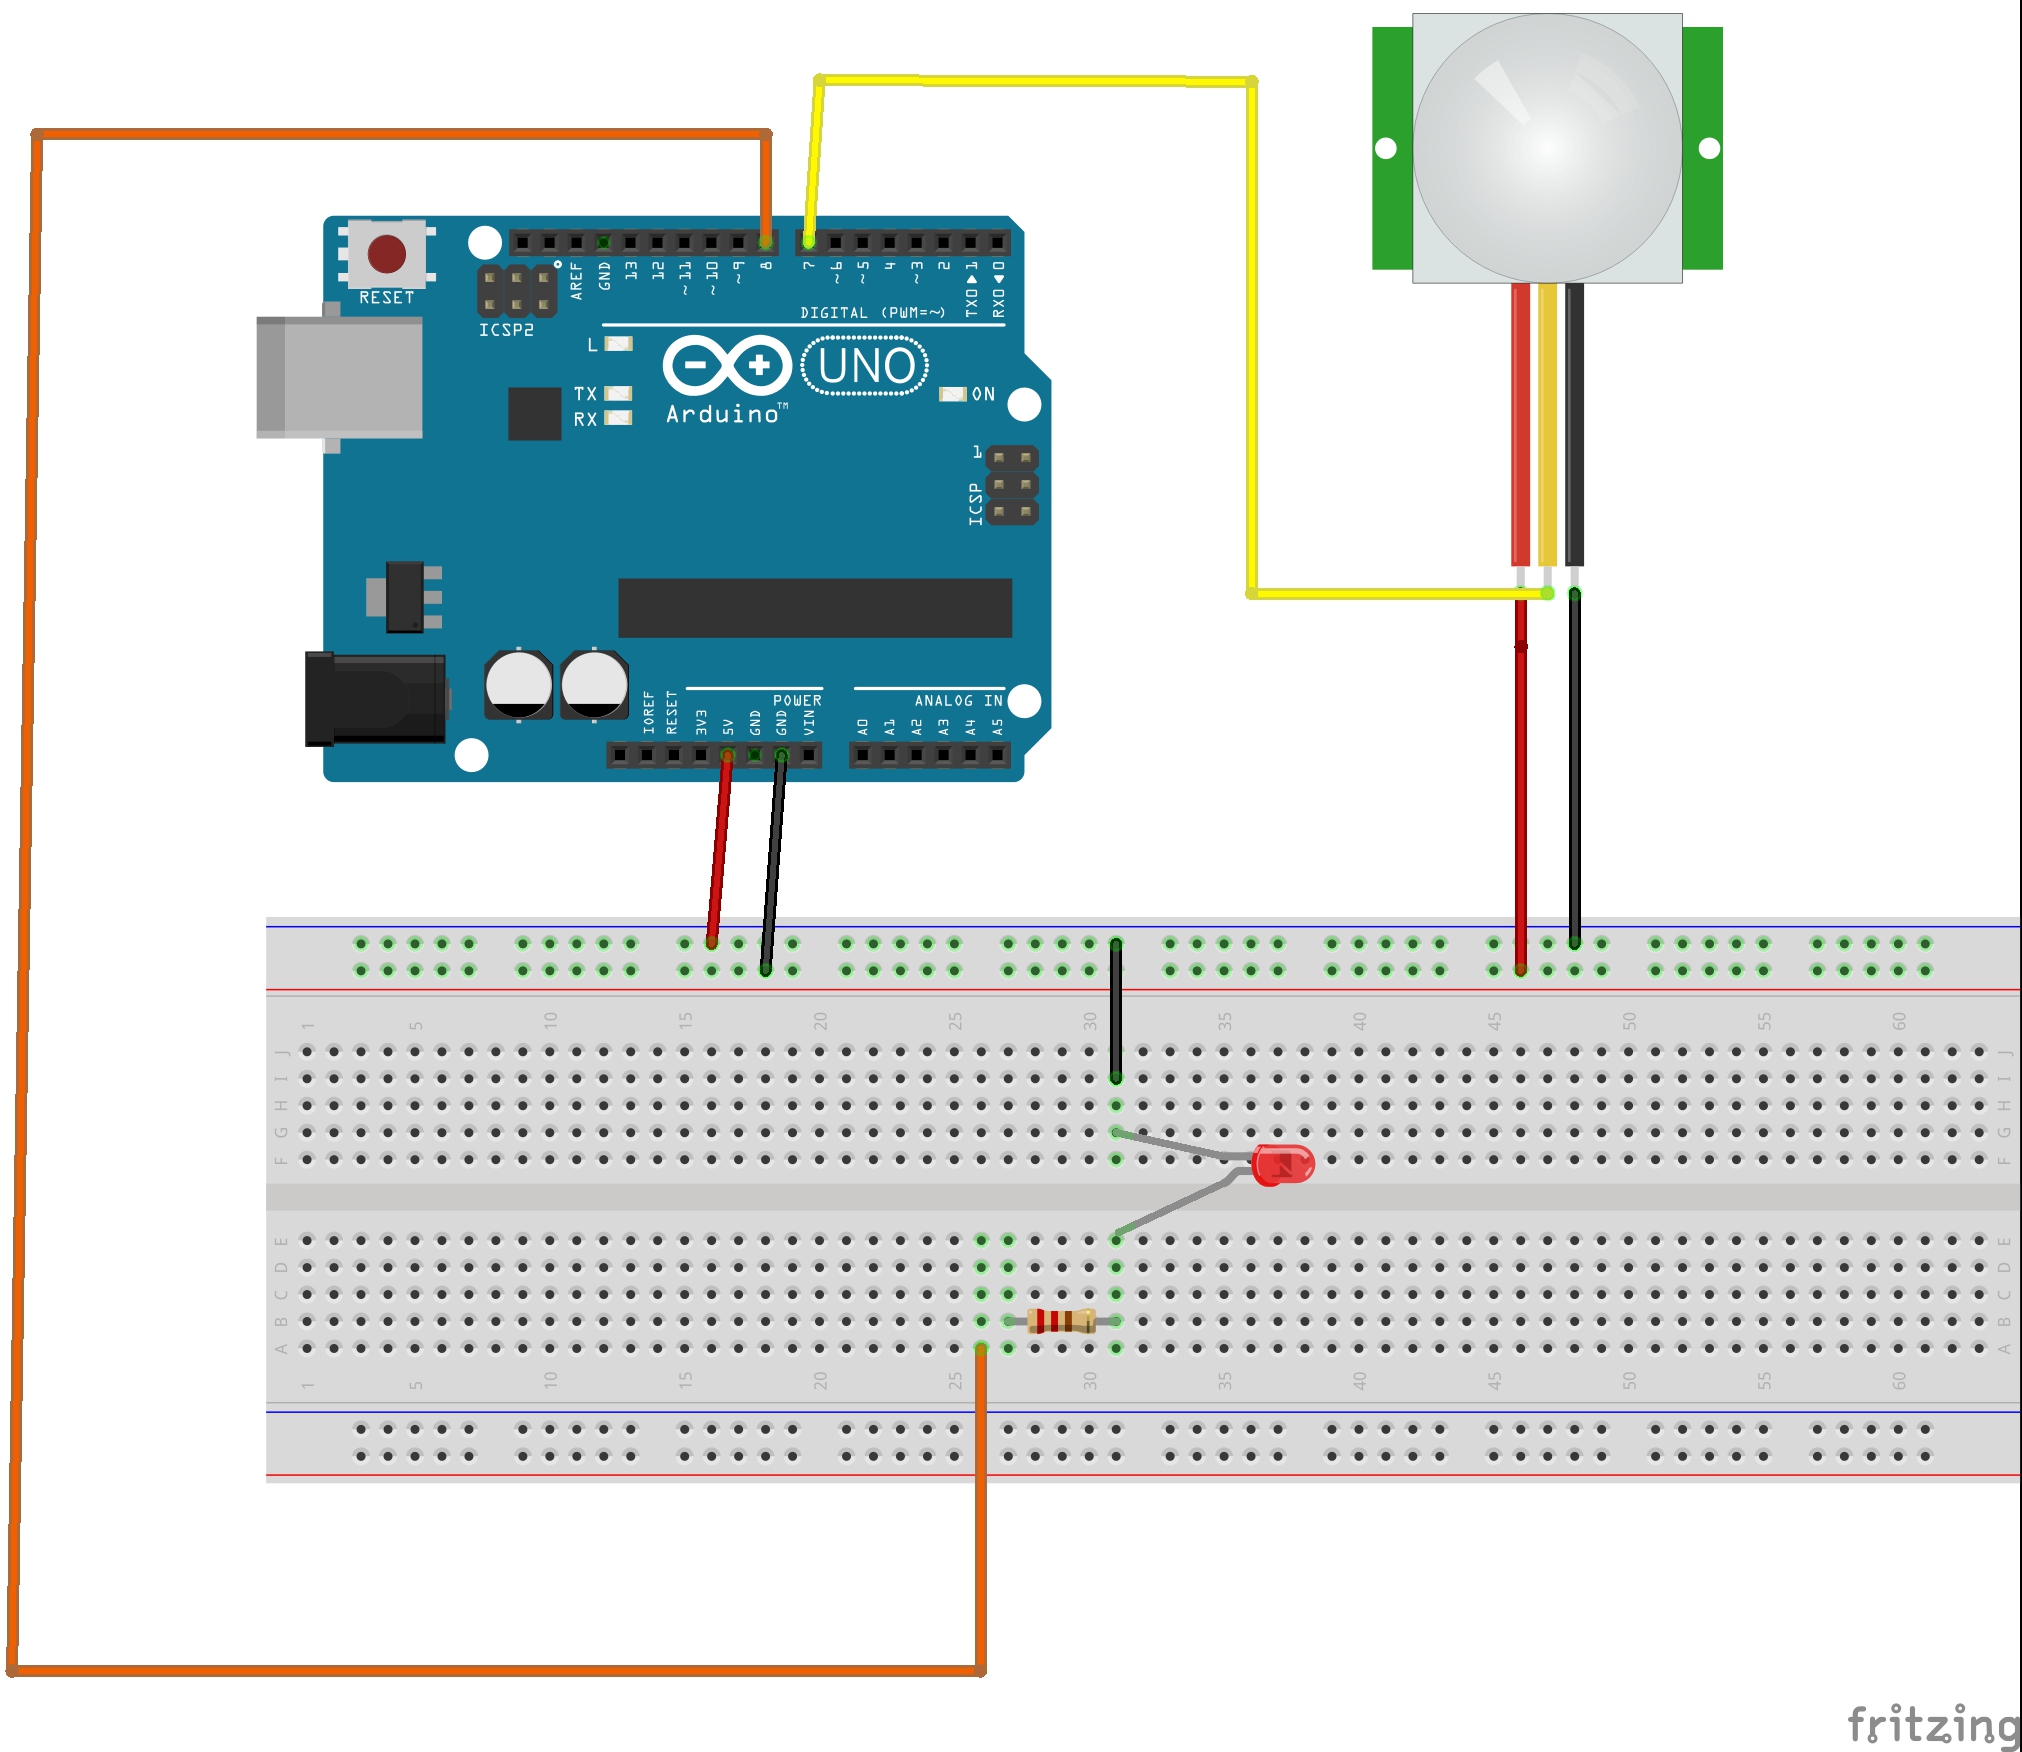 RESET
ICSP2
AREF
GND
13
12
~11
~10
~9
8
7
~6
~5
4
~3
2
TX0▶1
RX0◀0
DIGITAL (PWM=~)
L
TX
RX
Arduino™
UNO
ON
1
ICSP
IOREF
RESET
3V3
5V
GND
GND
VIN
POWER
ANALOG IN
A0
A1
A2
A3
A4
A5
1 5 10 15 20 25 30 35 40 45 50 55 60
J J
I I
H H
G G
F F
E E
D D
C C
B B
A A
1 5 10 15 20 25 30 35 40 45 50 55 60
fritzing